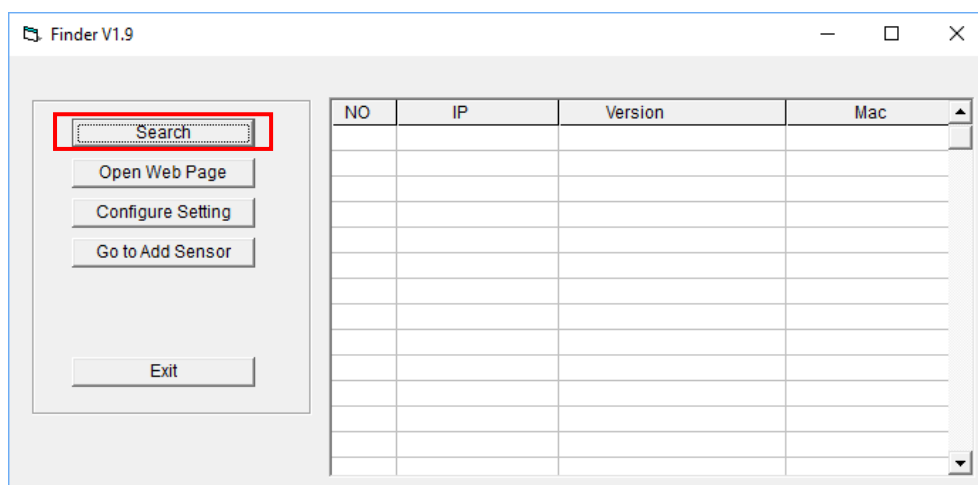 Finder V1.9
Search
Open Web Page
Configure Setting
Go to Add Sensor
Exit
NO IP Version Mac